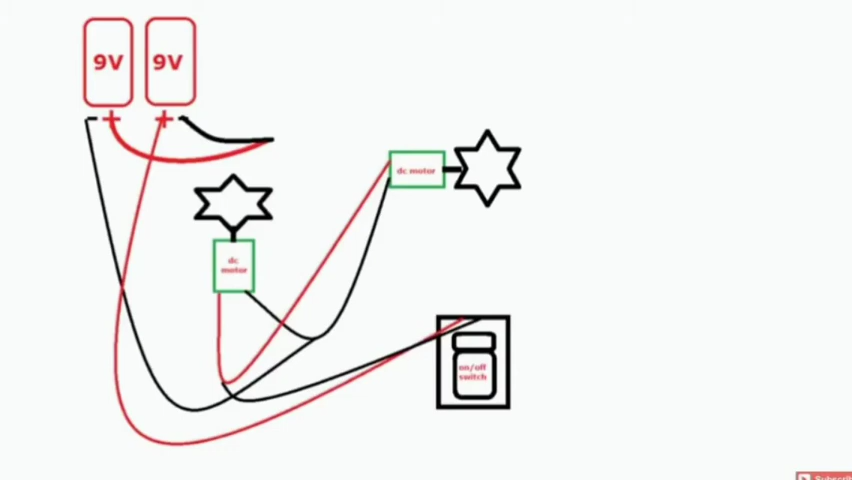 9V
9V
- +
+ -
dc motor
dc
motor
on/off
switch